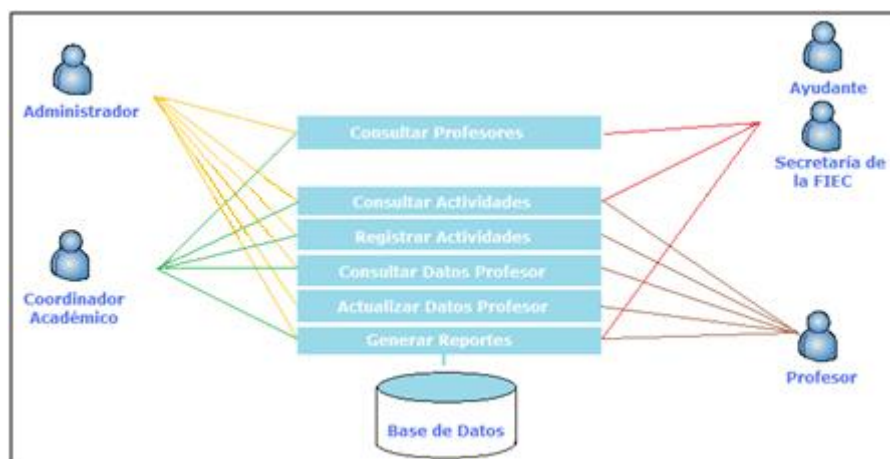 Administrador
Ayudante
Consultar Profesores
Secretaría de
la FIEC
Consultar Actividades
Registrar Actividades
Consultar Datos Profesor
Coordinador
Académico
Actualizar Datos Profesor
Generar Reportes
Profesor
Base de Datos